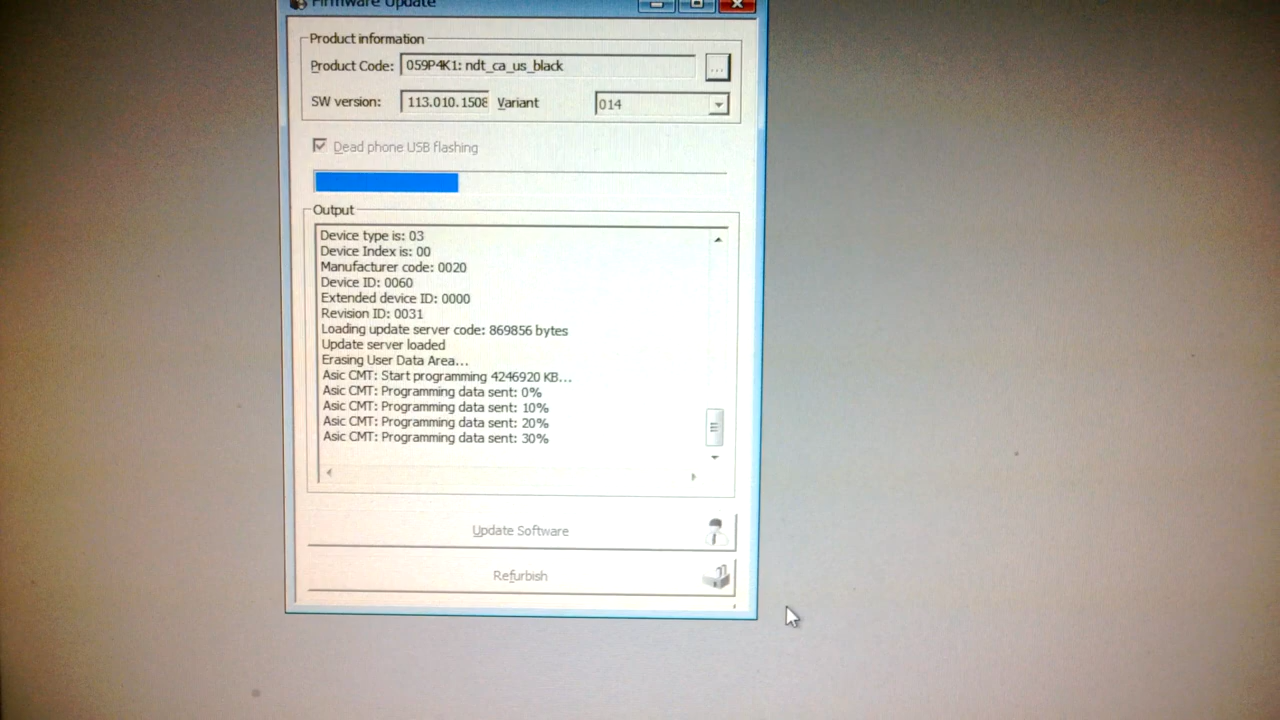 Firmware Update
Product information
Product Code: 059P4K1: ndt_ca_us_black ...
SW version: 113.010.1508 Variant 014
Dead phone USB flashing
Output
Device type is: 03
Device Index is: 00
Manufacturer code: 0020
Device ID: 0060
Extended device ID: 0000
Revision ID: 0031
Loading update server code: 869856 bytes
Update server loaded
Erasing User Data Area...
Asic CMT: Start programming 4246920 KB...
Asic CMT: Programming data sent: 0%
Asic CMT: Programming data sent: 10%
Asic CMT: Programming data sent: 20%
Asic CMT: Programming data sent: 30%
Update Software
Refurbish